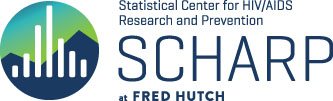 Statistical Center for HIV/AIDS
Research and Prevention
SCHARP
at FRED HUTCH